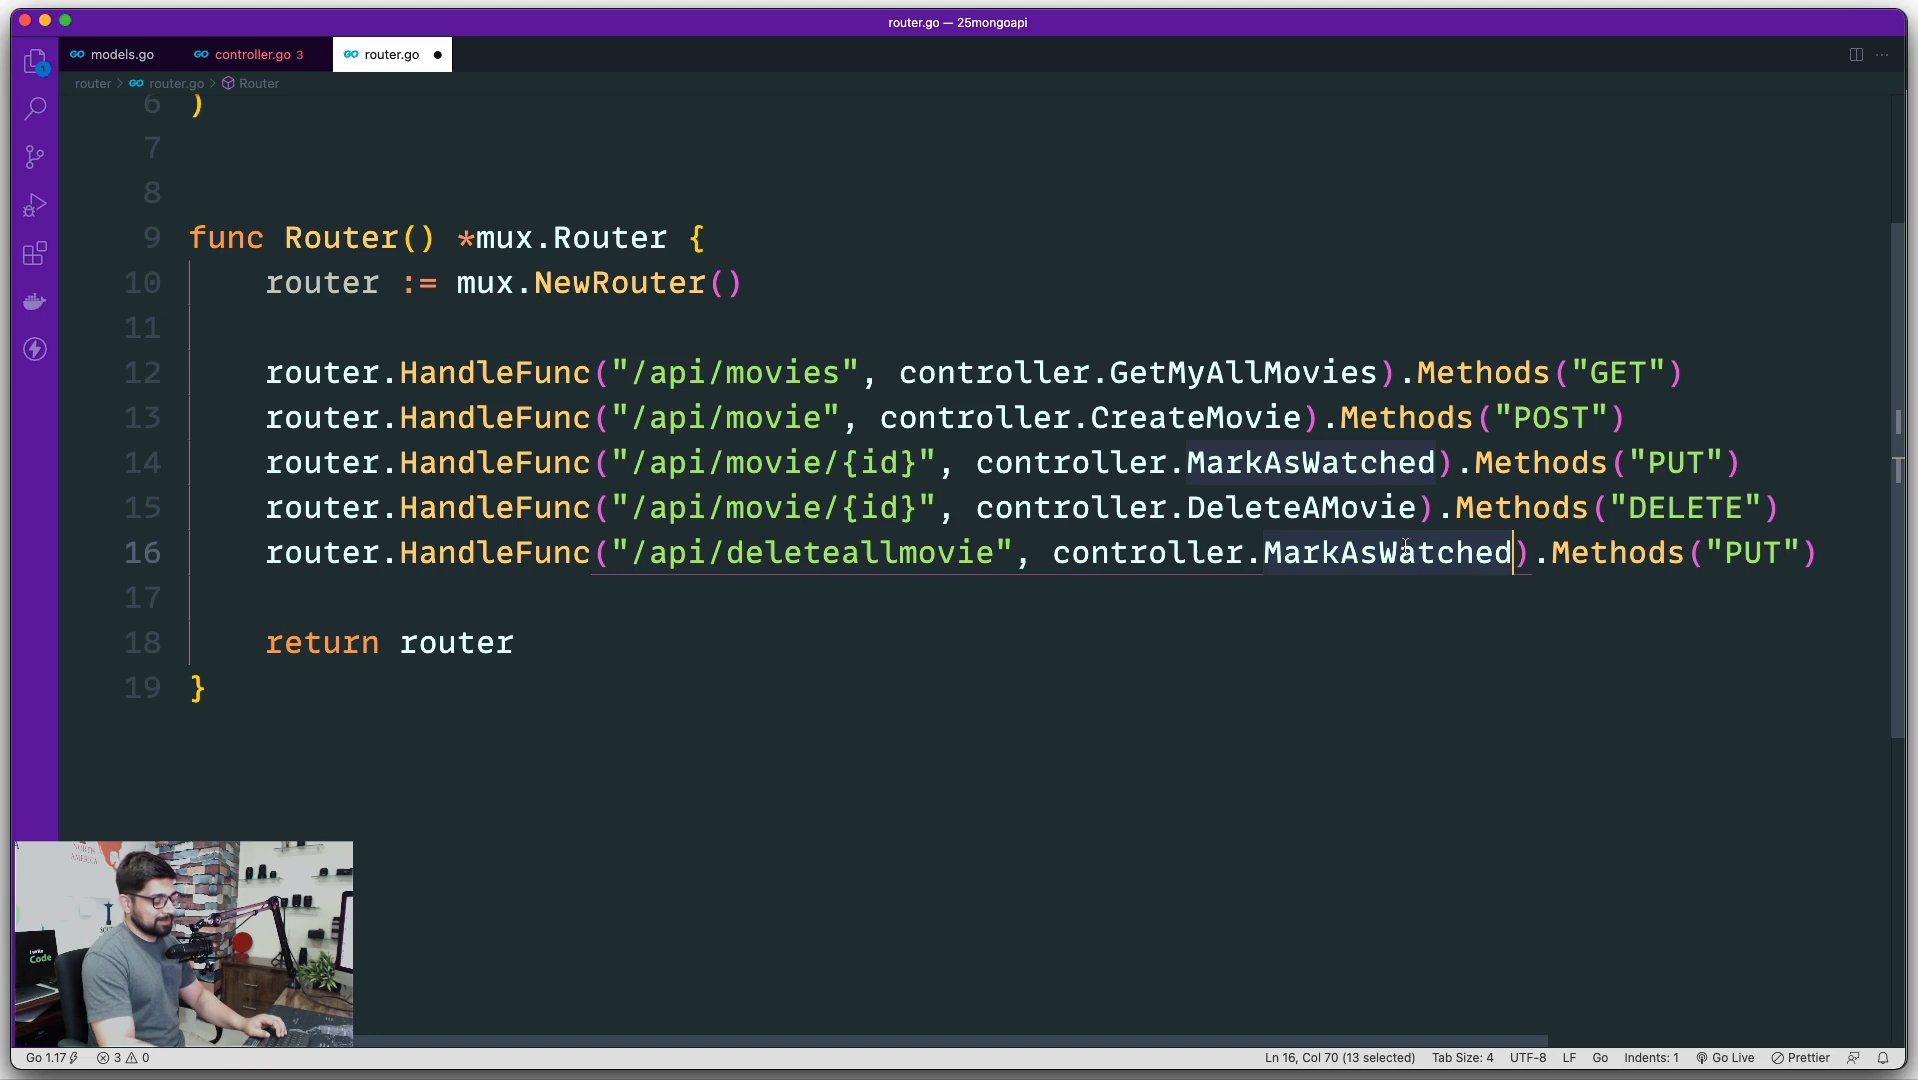 router.go — 25mongoapi
models.go controller.go 3 router.go
router > router.go > Router
6 )
7
8
9 func Router() *mux.Router {
10 router := mux.NewRouter()
11
12 router.HandleFunc("/api/movies", controller.GetMyAllMovies).Methods("GET")
13 router.HandleFunc("/api/movie", controller.CreateMovie).Methods("POST")
14 router.HandleFunc("/api/movie/{id}", controller.MarkAsWatched).Methods("PUT")
15 router.HandleFunc("/api/movie/{id}", controller.DeleteAMovie).Methods("DELETE")
16 router.HandleFunc("/api/deleteallmovie", controller.MarkAsWatched).Methods("PUT")
17
18 return router
19 }
1
NORTH
AMERICA
I write
Code
Go 1.17 3 0 Ln 16, Col 70 (13 selected) Tab Size: 4 UTF-8 LF Go Indents: 1 Go Live Prettier